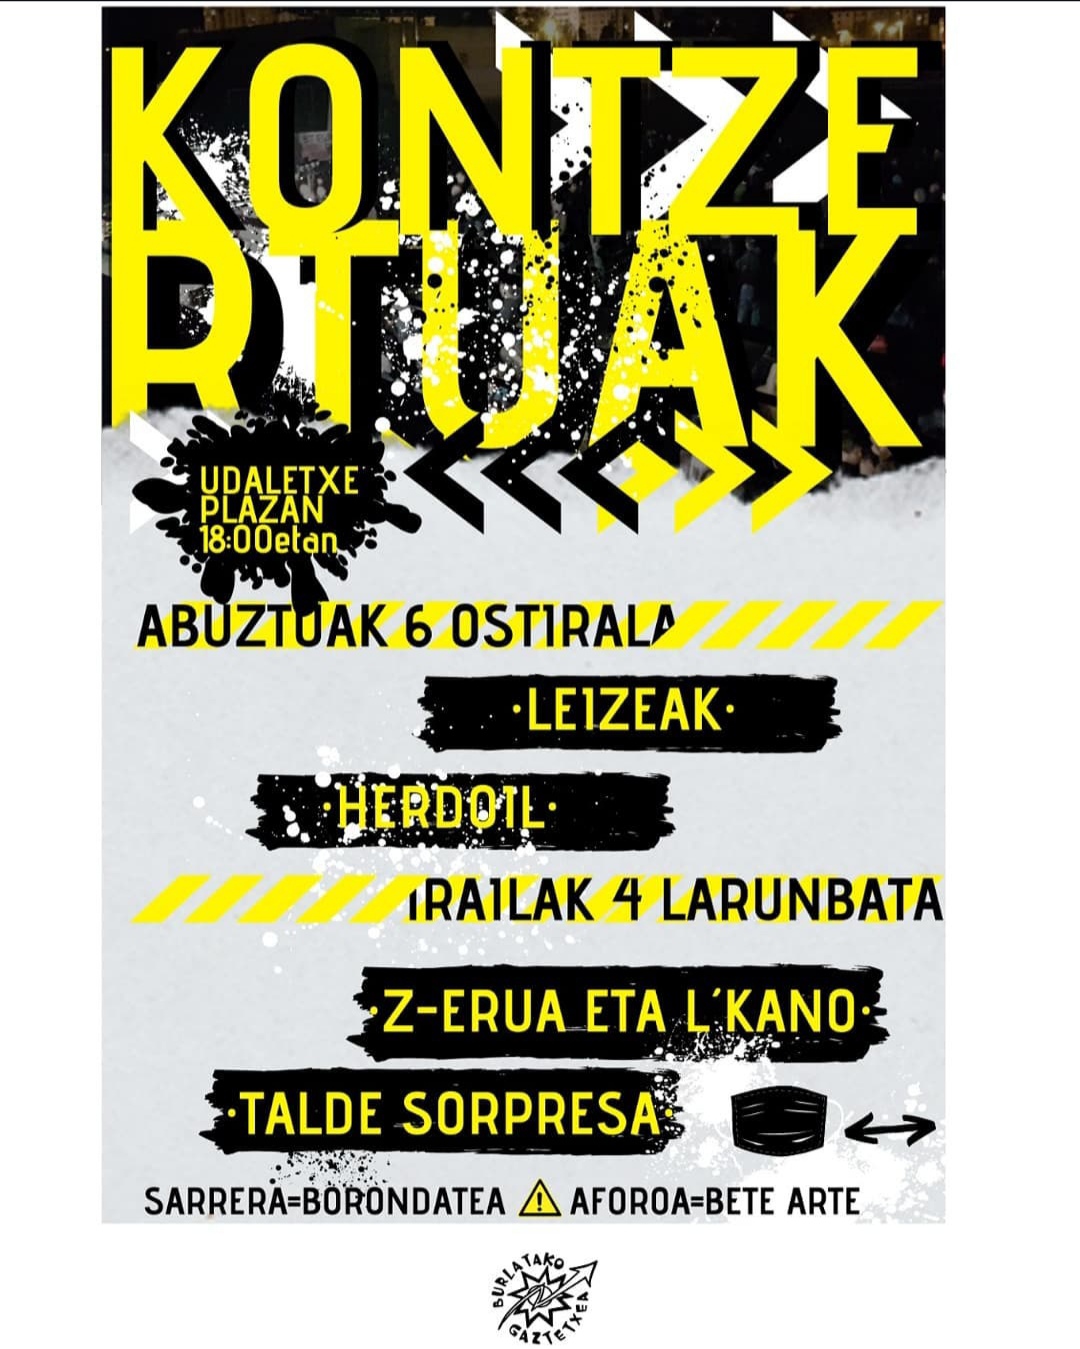 KONTZE
RTUAK
UDALETXE
PLAZAN
18:00etan
ABUZTUAK 6 OSTIRALA
·LEIZEAK·
·HERDOIL·
IRAILAK 4 LARUNBATA
·Z-ERUA ETA L'KANO·
·TALDE SORPRESA·
SARRERA=BORONDATEA ! AFOROA=BETE ARTE
BURLATAKO
GAZTETXEA